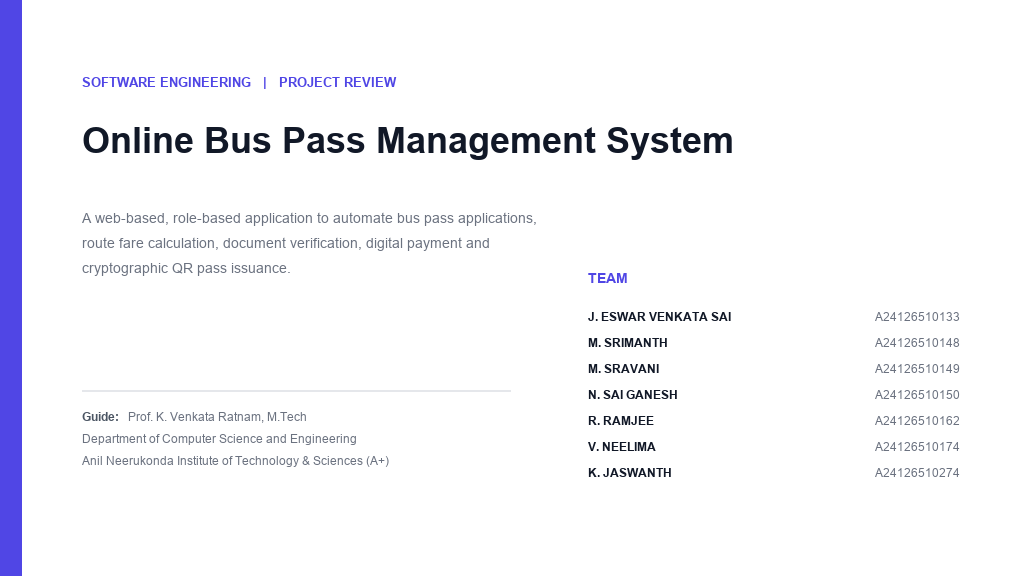 SOFTWARE ENGINEERING | PROJECT REVIEW
Online Bus Pass Management System
A web-based, role-based application to automate bus pass applications,
route fare calculation, document verification, digital payment and
cryptographic QR pass issuance.
Guide: Prof. K. Venkata Ratnam, M.Tech
Department of Computer Science and Engineering
Anil Neerukonda Institute of Technology & Sciences (A+)
TEAM
J. ESWAR VENKATA SAI A24126510133
M. SRIMANTH A24126510148
M. SRAVANI A24126510149
N. SAI GANESH A24126510150
R. RAMJEE A24126510162
V. NEELIMA A24126510174
K. JASWANTH A24126510274